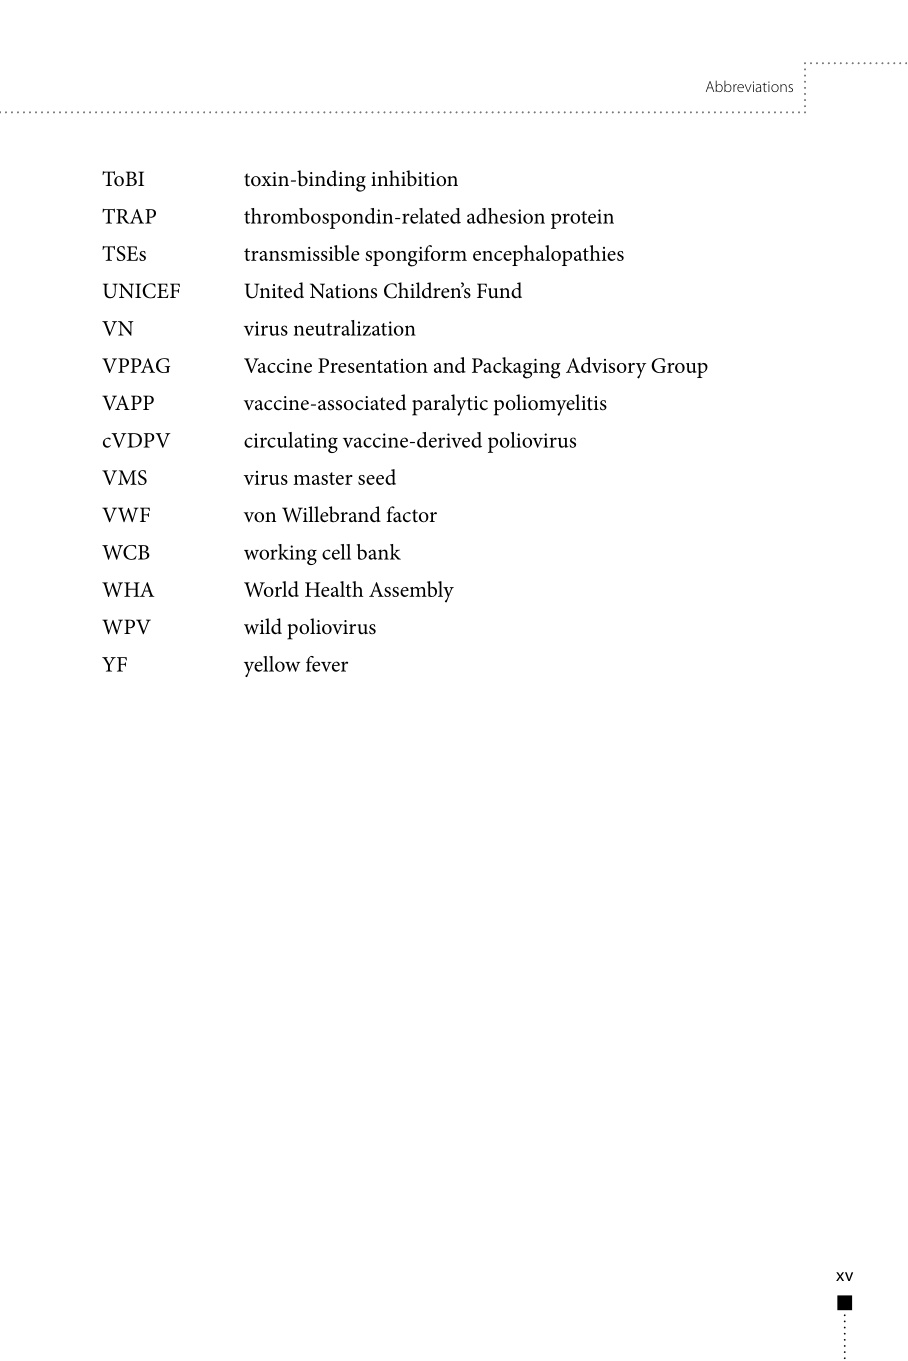 Abbreviations
ToBI toxin-binding inhibition
TRAP thrombospondin-related adhesion protein
TSEs transmissible spongiform encephalopathies
UNICEF United Nations Children’s Fund
VN virus neutralization
VPPAG Vaccine Presentation and Packaging Advisory Group
VAPP vaccine-associated paralytic poliomyelitis
cVDPV circulating vaccine-derived poliovirus
VMS virus master seed
VWF von Willebrand factor
WCB working cell bank
WHA World Health Assembly
WPV wild poliovirus
YF yellow fever
xv